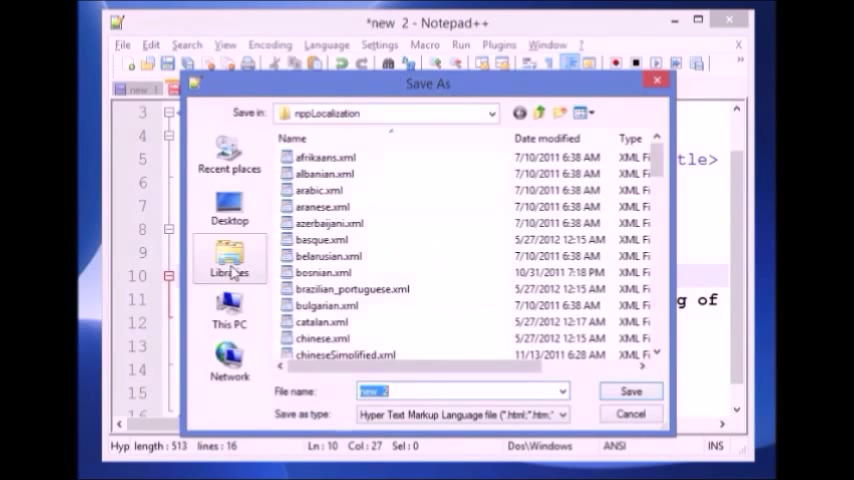 *new 2 - Notepad++
File Edit Search View Encoding Language Settings Macro Run Plugins Window ? X
new 1
Save As
Save in: nppLocalization
Name Date modified Type
afrikaans.xml 7/10/2011 6:38 AM XML Fi
albanian.xml 7/10/2011 6:38 AM XML Fi
arabic.xml 7/10/2011 6:38 AM XML Fi
aranese.xml 7/10/2011 6:38 AM XML Fi
azerbaijani.xml 7/10/2011 6:38 AM XML Fi
basque.xml 5/27/2012 12:15 AM XML Fi
belarusian.xml 7/10/2011 6:38 AM XML Fi
bosnian.xml 10/31/2011 7:18 PM XML Fi
brazilian_portuguese.xml 5/27/2012 12:15 AM XML Fi
bulgarian.xml 7/10/2011 6:38 AM XML Fi
catalan.xml 5/27/2012 12:17 AM XML Fi
chinese.xml 5/27/2012 12:15 AM XML Fi
chineseSimplified.xml 11/13/2011 6:28 AM XML Fi
Recent places
Desktop
Libraries
This PC
Network
File name: new 2
Save
Save as type: Hyper Text Markup Language file (*.html;*.htm;*
Cancel
3
4
5
6
7
8
9
10
11
12
13
14
15
16
tle>
g of
Hyp length : 513 lines : 16 Ln : 10 Col : 27 Sel : 0 Dos\Windows ANSI INS